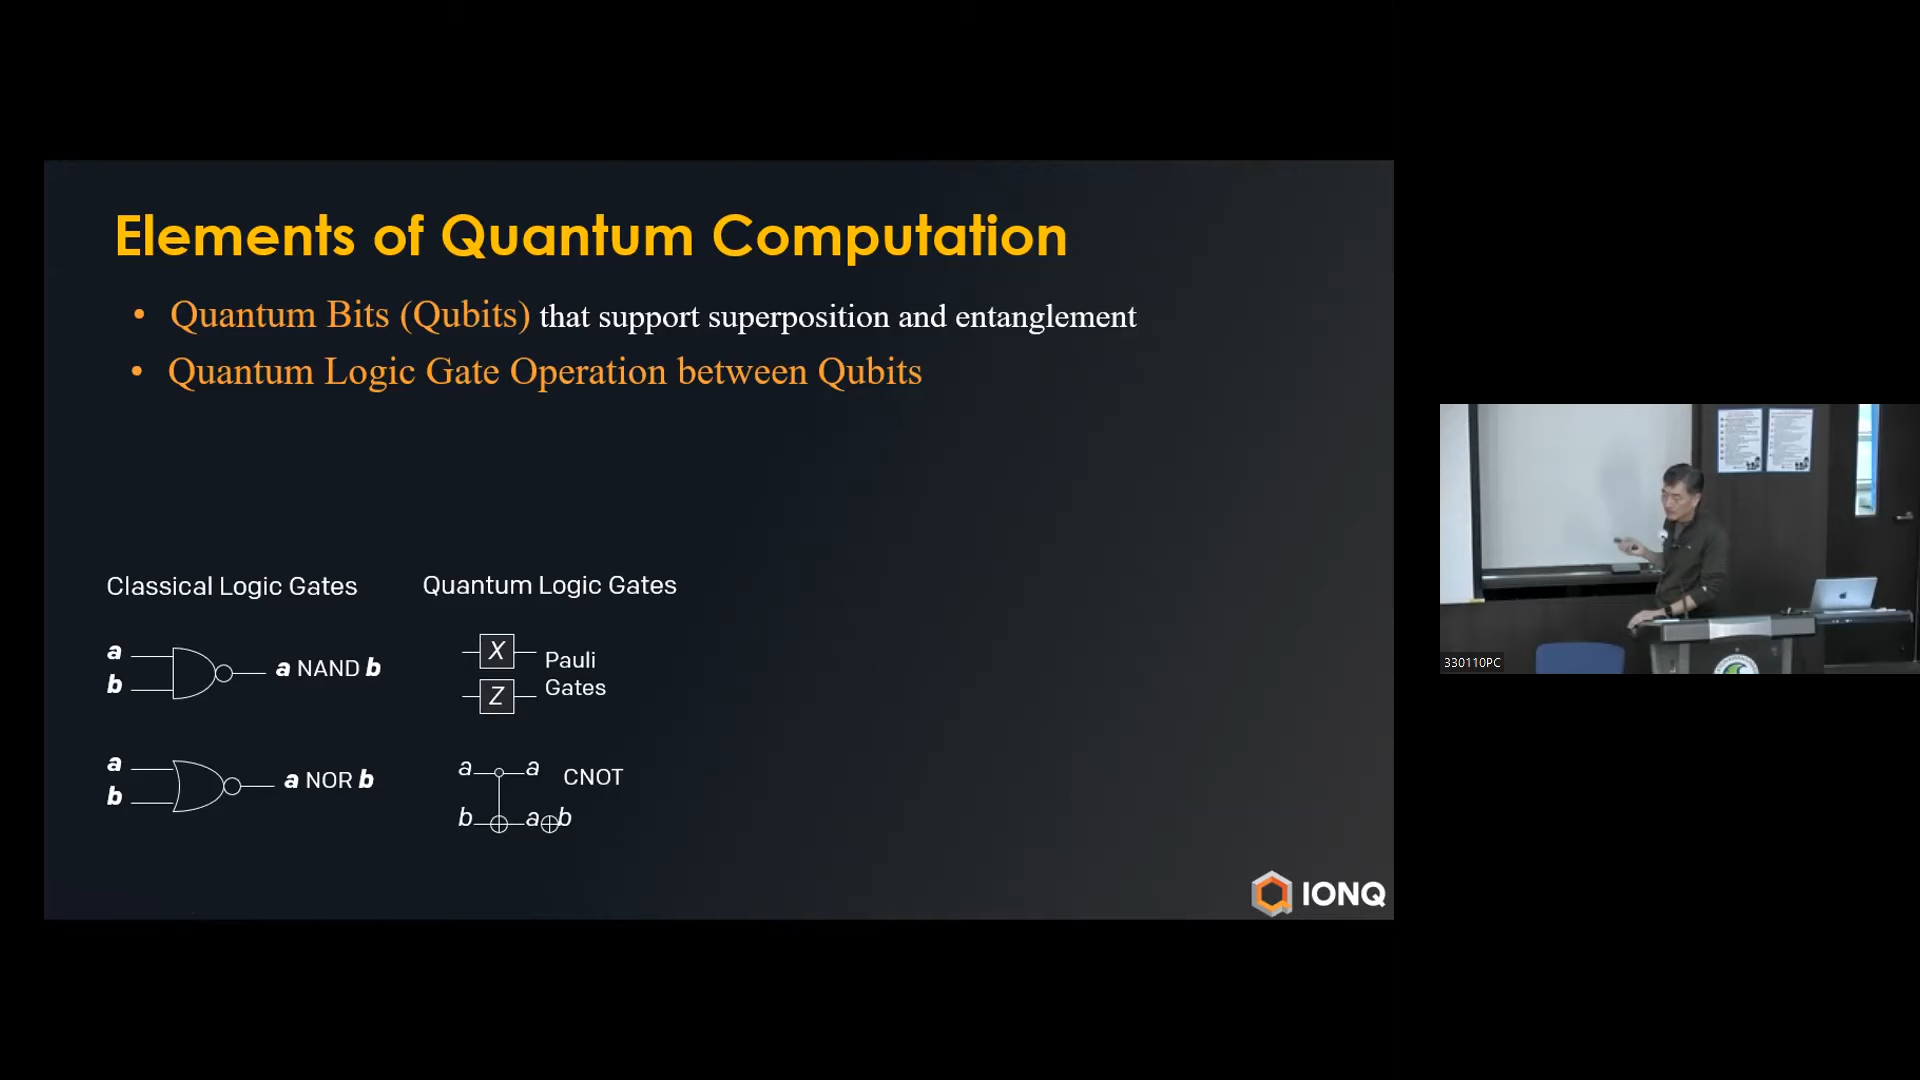 Elements of Quantum Computation
• Quantum Bits (Qubits) that support superposition and entanglement
• Quantum Logic Gate Operation between Qubits
Classical Logic Gates
a
b
a NAND b
a
b
a NOR b
Quantum Logic Gates
X
Z
Pauli
Gates
a a CNOT
b a⊕b
IONQ
330110PC